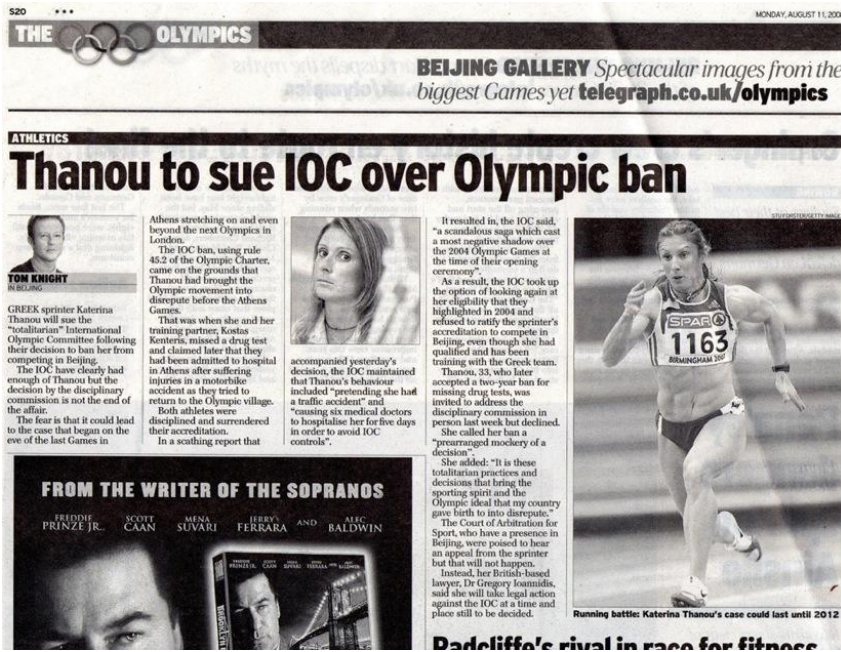 S20
MONDAY, AUGUST 11, 200
THE OLYMPICS
BEIJING GALLERY Spectacular images from the
biggest Games yet telegraph.co.uk/olympics
ATHLETICS
Thanou to sue IOC over Olympic ban
TOM KNIGHT
IN BEIJING
GREEK sprinter Katerina
Thanou will sue the
"totalitarian" International
Olympic Committee following
their decision to ban her from
competing in Beijing.
The IOC have clearly had
enough of Thanou but the
decision by the disciplinary
commission is not the end of
the affair.
The fear is that it could lead
to the case that began on the
eve of the last Games in
Athens stretching on and even
beyond the next Olympics in
London.
The IOC ban, using rule
45.2 of the Olympic Charter,
came on the grounds that
Thanou had brought the
Olympic movement into
disrepute before the Athens
Games.
That was when she and her
training partner, Kostas
Kenteris, missed a drug test
and claimed later that they
had been admitted to hospital
in Athens after suffering
injuries in a motorbike
accident as they tried to
return to the Olympic village.
Both athletes were
disciplined and surrendered
their accreditation.
In a scathing report that
accompanied yesterday's
decision, the IOC maintained
that Thanou's behaviour
included "pretending she had
a traffic accident" and
"causing six medical doctors
to hospitalise her for five days
in order to avoid IOC
controls".
It resulted in, the IOC said,
"a scandalous saga which cast
a most negative shadow over
the 2004 Olympic Games at
the time of their opening
ceremony".
As a result, the IOC took up
the option of looking again at
her eligibility that they
highlighted in 2004 and
refused to ratify the sprinter's
accreditation to compete in
Beijing, even though she had
qualified and has been
training with the Greek team.
Thanou, 33, who later
accepted a two-year ban for
missing drug tests, was
invited to address the
disciplinary commission in
person last week but declined.
She called her ban a
"prearranged mockery of a
decision".
She added: "It is these
totalitarian practices and
decisions that bring the
sporting spirit and the
Olympic ideal that my country
gave birth to into disrepute."
The Court of Arbitration for
Sport, who have a presence in
Beijing, were poised to hear
an appeal from the sprinter
but that will not happen.
Instead, her British-based
lawyer, Dr Gregory Ioannidis,
said she will take legal action
against the IOC at a time and
place still to be decided.
STU FORSTER/GETTY IMAGE
SPAR
1163
BIRMINGHAM 2007
Running battle: Katerina Thanou's case could last until 2012
FROM THE WRITER OF THE SOPRANOS
FREDDIE PRINZE JR. SCOTT CAAN MENA SUVARI JERRY FERRARA AND ALEC BALDWIN
Radcliffe's rival in race for fitness